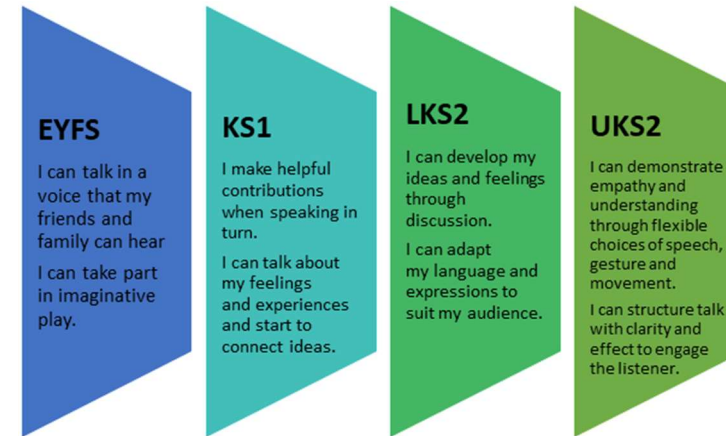 EYFS
I can talk in a
voice that my
friends and
family can hear
I can take part
in imaginative
play.
KS1
I make helpful
contributions
when speaking in
turn.
I can talk about
my feelings
and experiences
and start to
connect ideas.
LKS2
I can develop my
ideas and feelings
through
discussion.
I can adapt
my language and
expressions to
suit my audience.
UKS2
I can demonstrate
empathy and
understanding
through flexible
choices of speech,
gesture and
movement.
I can structure talk
with clarity and
effect to engage
the listener.